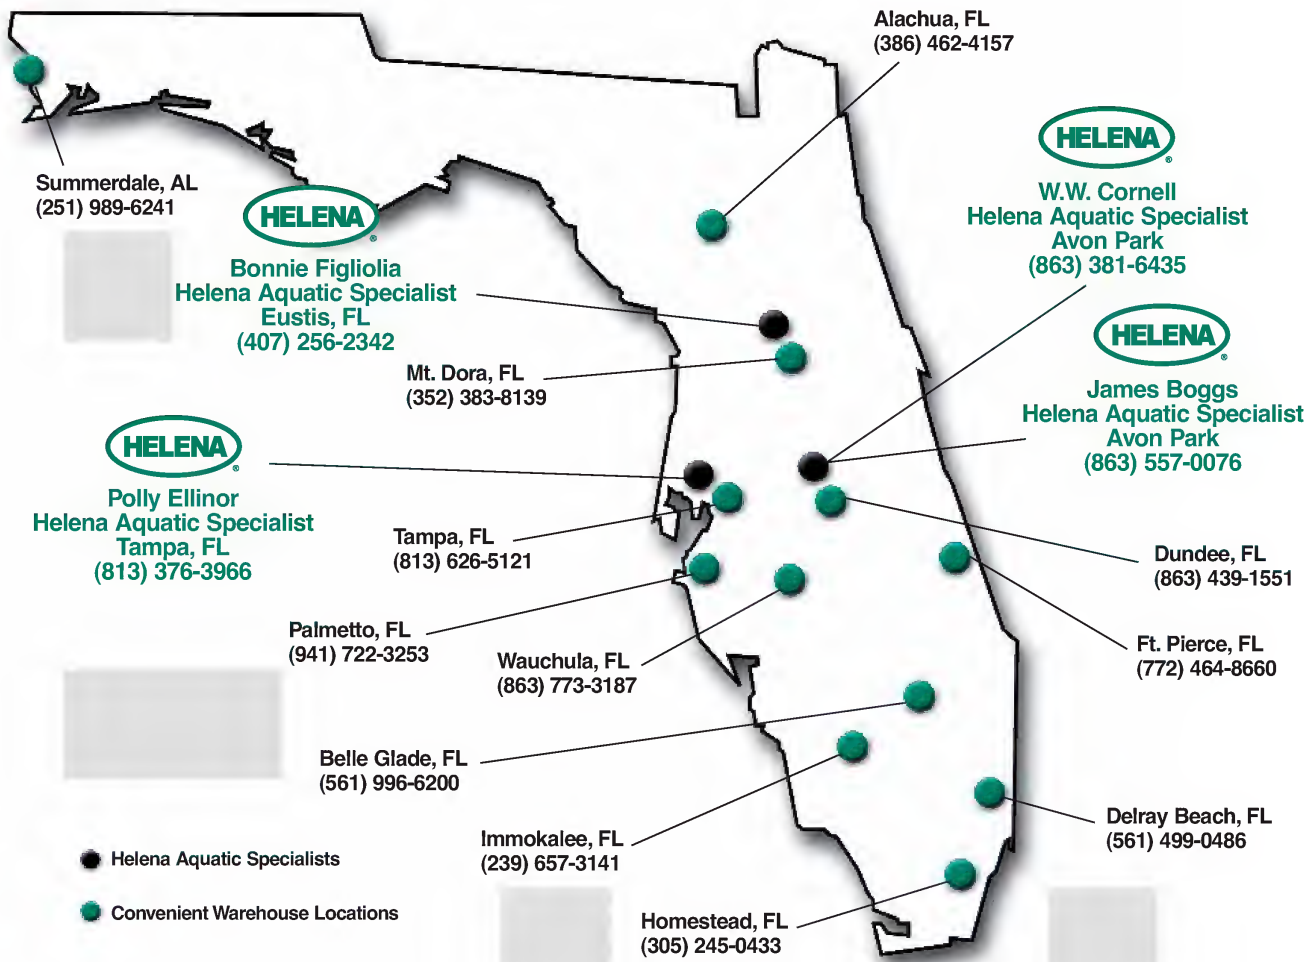 Alachua, FL
(386) 462-4157
HELENA
®
W.W. Cornell
Helena Aquatic Specialist
Avon Park
(863) 381-6435
Summerdale, AL
(251) 989-6241
HELENA
®
Bonnie Figliolia
Helena Aquatic Specialist
Eustis, FL
(407) 256-2342
HELENA
®
James Boggs
Helena Aquatic Specialist
Avon Park
(863) 557-0076
Mt. Dora, FL
(352) 383-8139
HELENA
®
Polly Ellinor
Helena Aquatic Specialist
Tampa, FL
(813) 376-3966
Tampa, FL
(813) 626-5121
Dundee, FL
(863) 439-1551
Palmetto, FL
(941) 722-3253
Wauchula, FL
(863) 773-3187
Ft. Pierce, FL
(772) 464-8660
Belle Glade, FL
(561) 996-6200
Immokalee, FL
(239) 657-3141
Delray Beach, FL
(561) 499-0486
Helena Aquatic Specialists
Convenient Warehouse Locations
Homestead, FL
(305) 245-0433